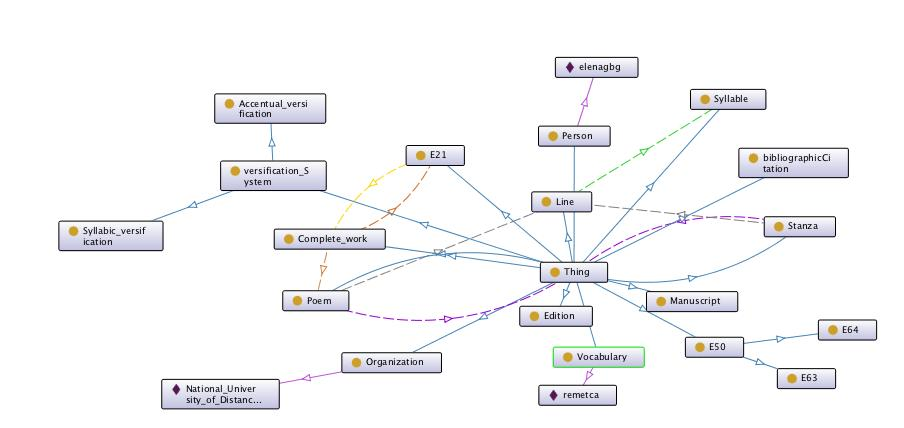 elenagbg
Syllable
Accentual_versi
fication
Person
E21
bibliographicCi
tation
versification_S
ystem
Line
Stanza
Syllabic_versif
ication
Complete_work
Thing
Poem
Manuscript
Edition
E64
E50
Vocabulary
Organization
E63
National_Univer
sity_of_Distanc...
remetca